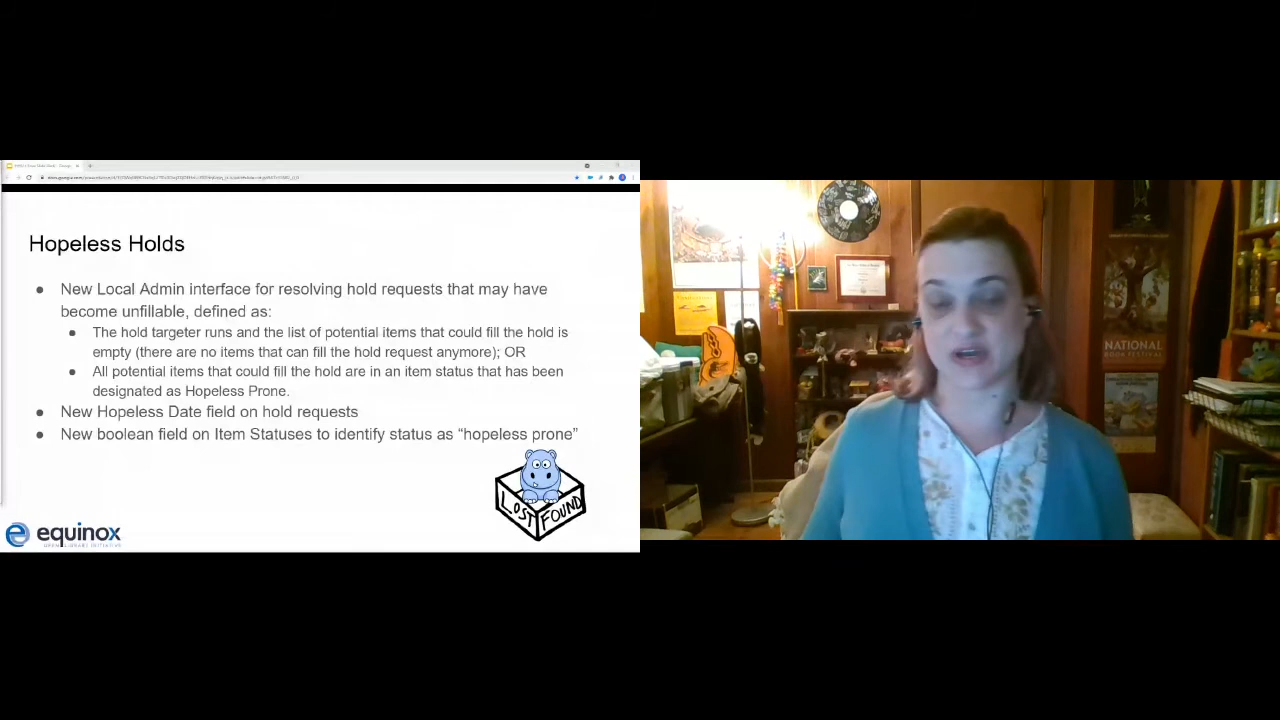 Hopeless Holds
● New Local Admin interface for resolving hold requests that may have
become unfillable, defined as:
● The hold targeter runs and the list of potential items that could fill the hold is
empty (there are no items that can fill the hold request anymore); OR
● All potential items that could fill the hold are in an item status that has been
designated as Hopeless Prone.
● New Hopeless Date field on hold requests
● New boolean field on Item Statuses to identify status as “hopeless prone”
LOST
FOUND
equinox
OPEN LIBRARY INITIATIVE
NATIONAL
BOOK FESTIVAL